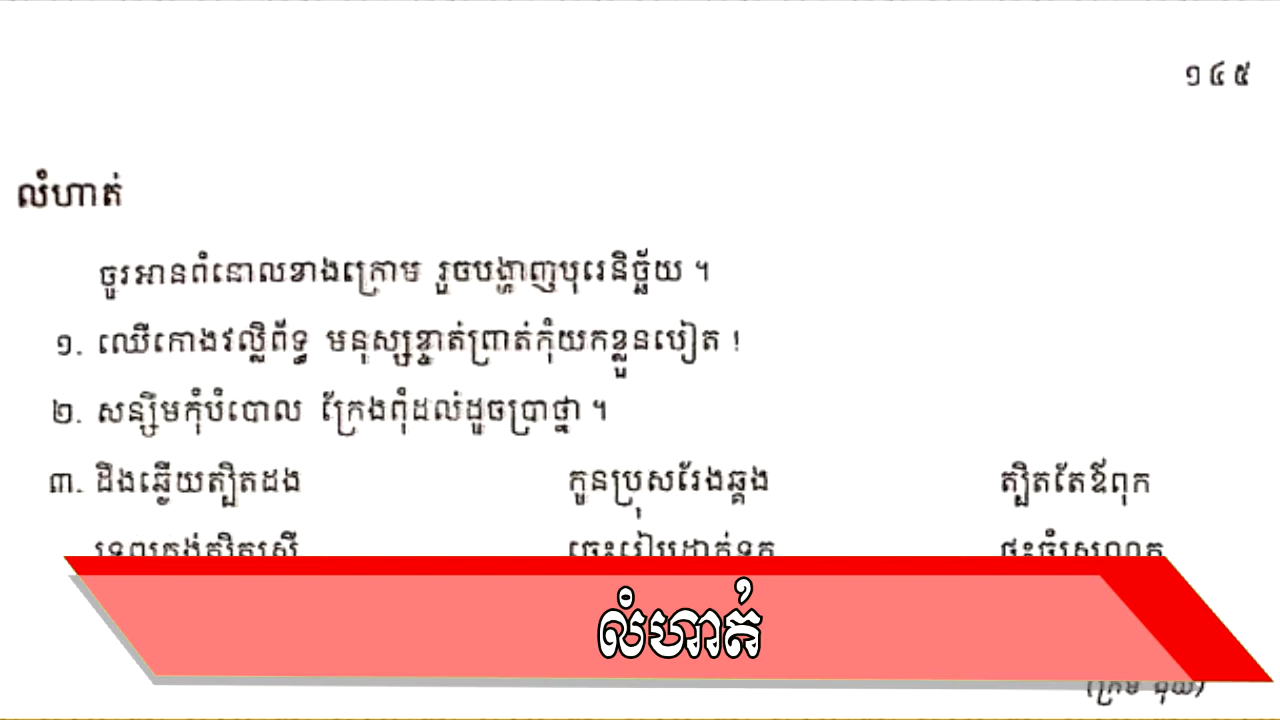 ១៤៥
លំហាត់
ចូរអានពំនោលខាងក្រោម រួចបង្ហាញបុរេនិច្ឆ័យ ។
១. ឈើកោងវល្លិព័ទ្ធ មនុស្សខ្ចាត់ព្រាត់កុំយកខ្លួនបៀត !
២. សន្សឹមកុំបំបោល ក្រែងពុំដល់ដូចប្រាថ្នា ។
៣. ដឹងឆ្គើយត្បិតដង កូនប្រុសរែងឆ្គង ត្បិតតែឪពុក
លំហាត់